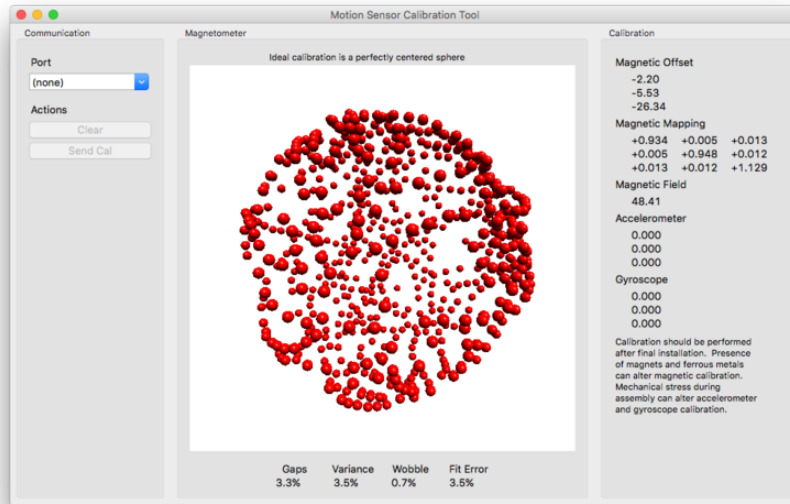 Motion Sensor Calibration Tool
Communication
Port
(none)
Actions
Clear
Send Cal
Magnetometer
Ideal calibration is a perfectly centered sphere
Gaps Variance Wobble Fit Error
3.3% 3.5% 0.7% 3.5%
Calibration
Magnetic Offset
-2.20
-5.53
-26.34
Magnetic Mapping
+0.934 +0.005 +0.013
+0.005 +0.948 +0.012
+0.013 +0.012 +1.129
Magnetic Field
48.41
Accelerometer
0.000
0.000
0.000
Gyroscope
0.000
0.000
0.000
Calibration should be performed
after final installation. Presence
of magnets and ferrous metals
can alter magnetic calibration.
Mechanical stress during
assembly can alter accelerometer
and gyroscope calibration.